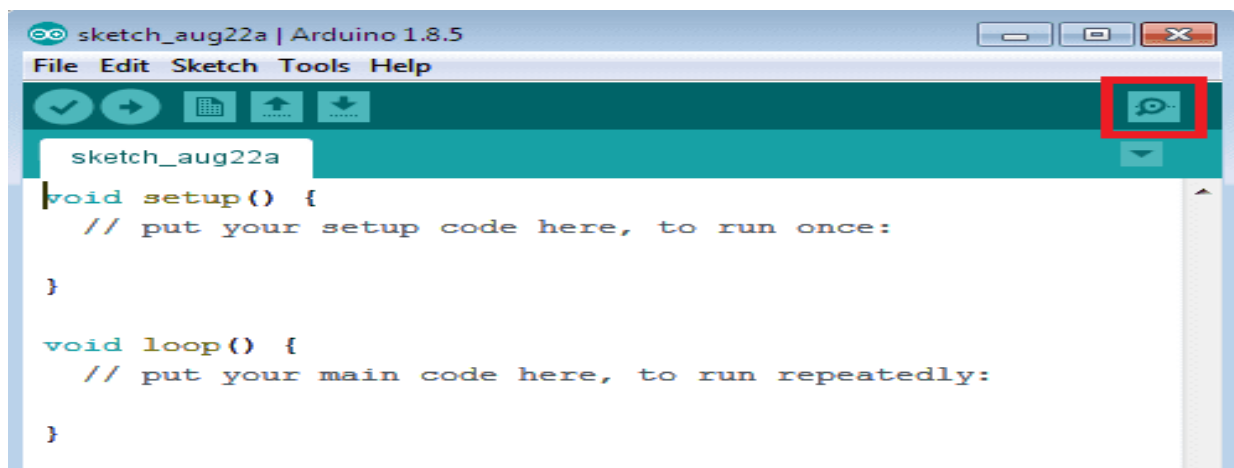 sketch_aug22a | Arduino 1.8.5
File Edit Sketch Tools Help
sketch_aug22a
void setup() {
  // put your setup code here, to run once:

}

void loop() {
  // put your main code here, to run repeatedly:

}